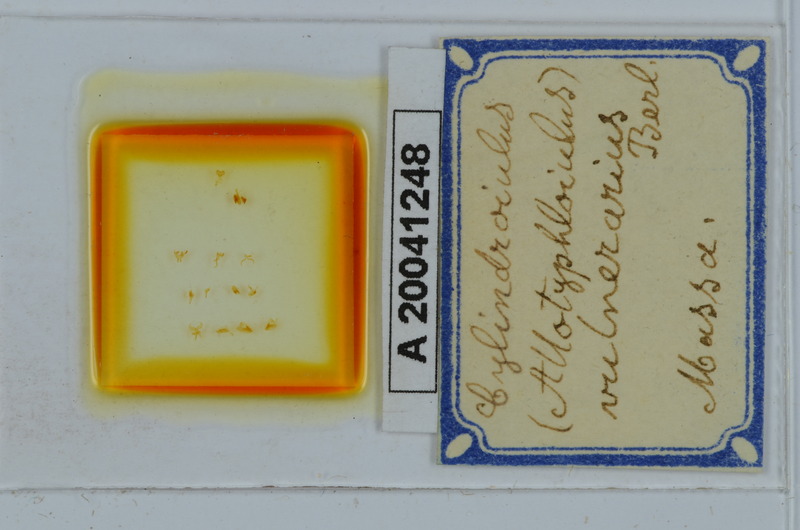 A 20041248
Cylindroiulus
(Allotyphloiulus)
vulnerarius
Berl.
Massa.